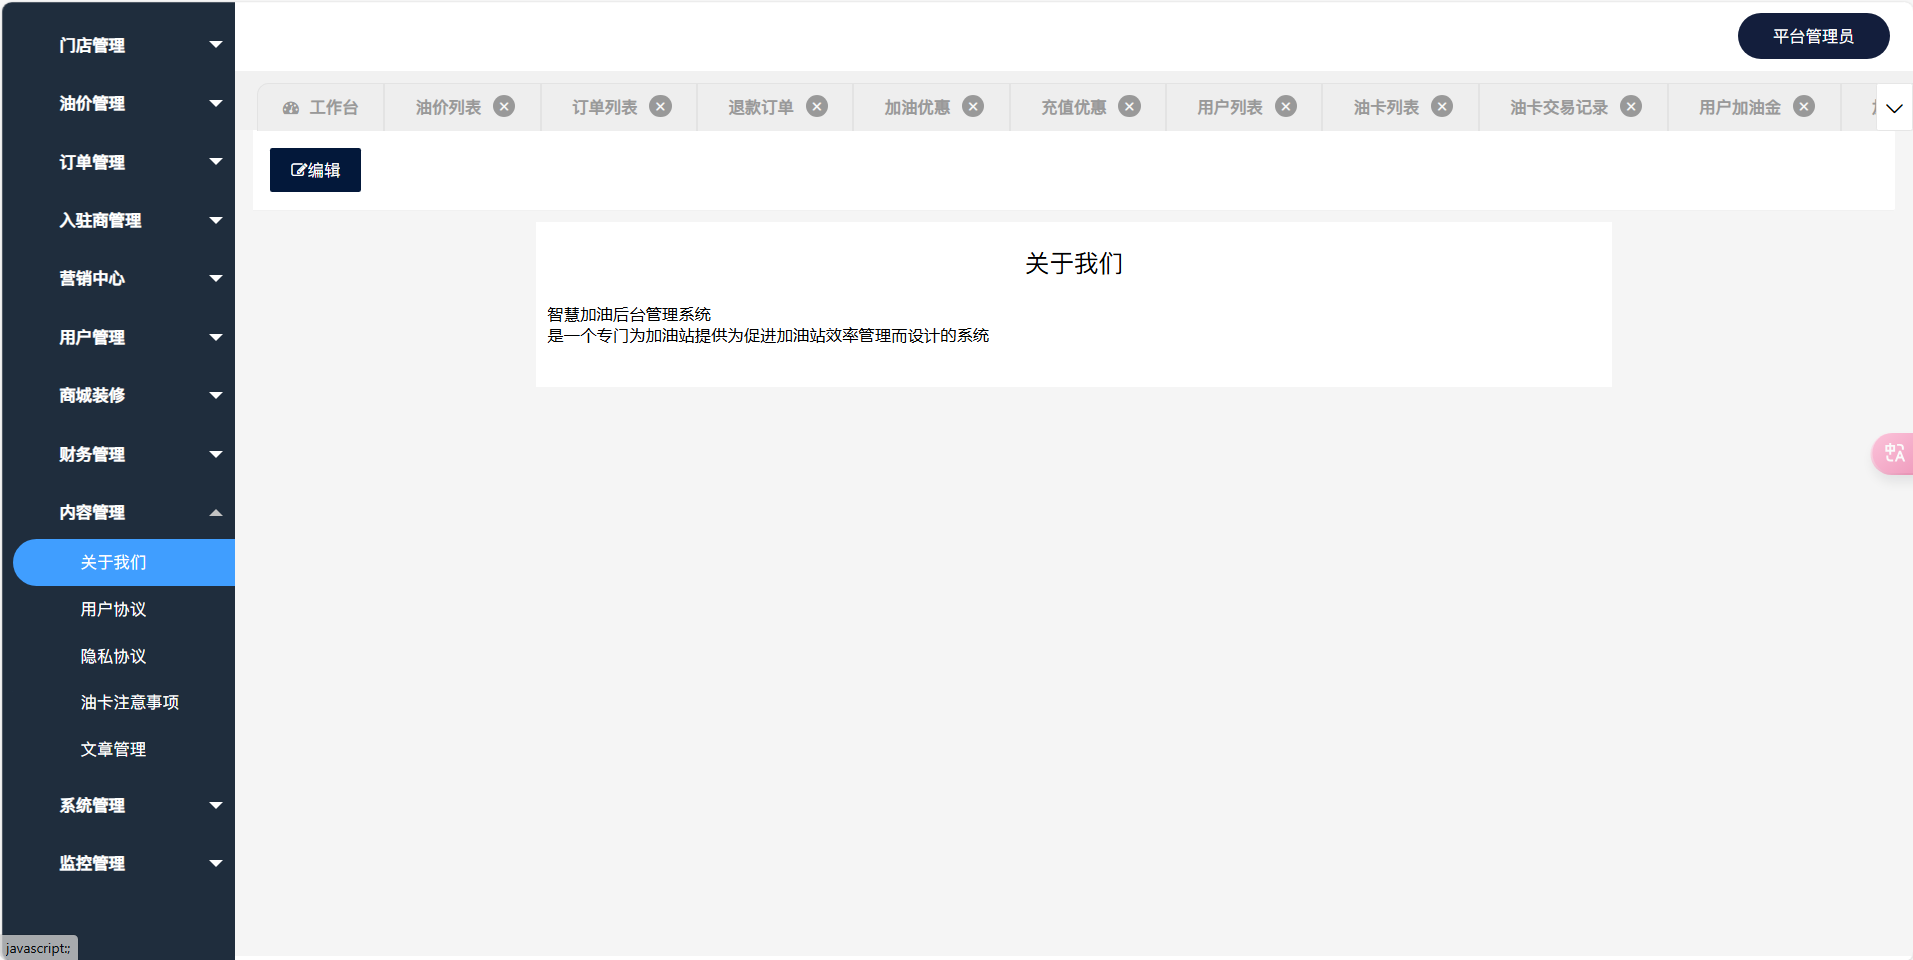 门店管理
油价管理
订单管理
入驻商管理
营销中心
用户管理
商城装修
财务管理
内容管理
关于我们
用户协议
隐私协议
油卡注意事项
文章管理
系统管理
监控管理
javascript:;
平台管理员
工作台
油价列表
订单列表
退款订单
加油优惠
充值优惠
用户列表
油卡列表
油卡交易记录
用户加油金
编辑
关于我们
智慧加油后台管理系统
是一个专门为加油站提供为促进加油站效率管理而设计的系统
中A